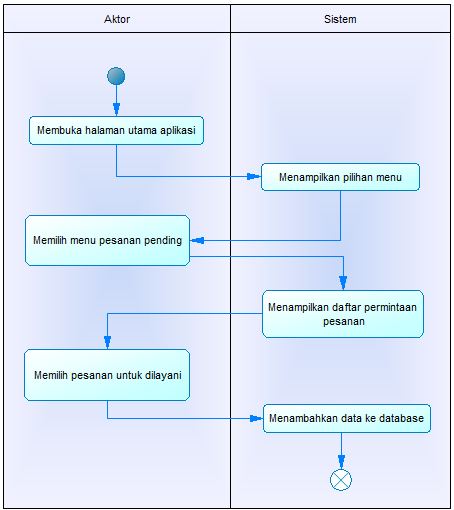 Aktor
Sistem
Membuka halaman utama aplikasi
Menampilkan pilihan menu
Memilih menu pesanan pending
Menampilkan daftar permintaan
pesanan
Memilih pesanan untuk dilayani
Menambahkan data ke database